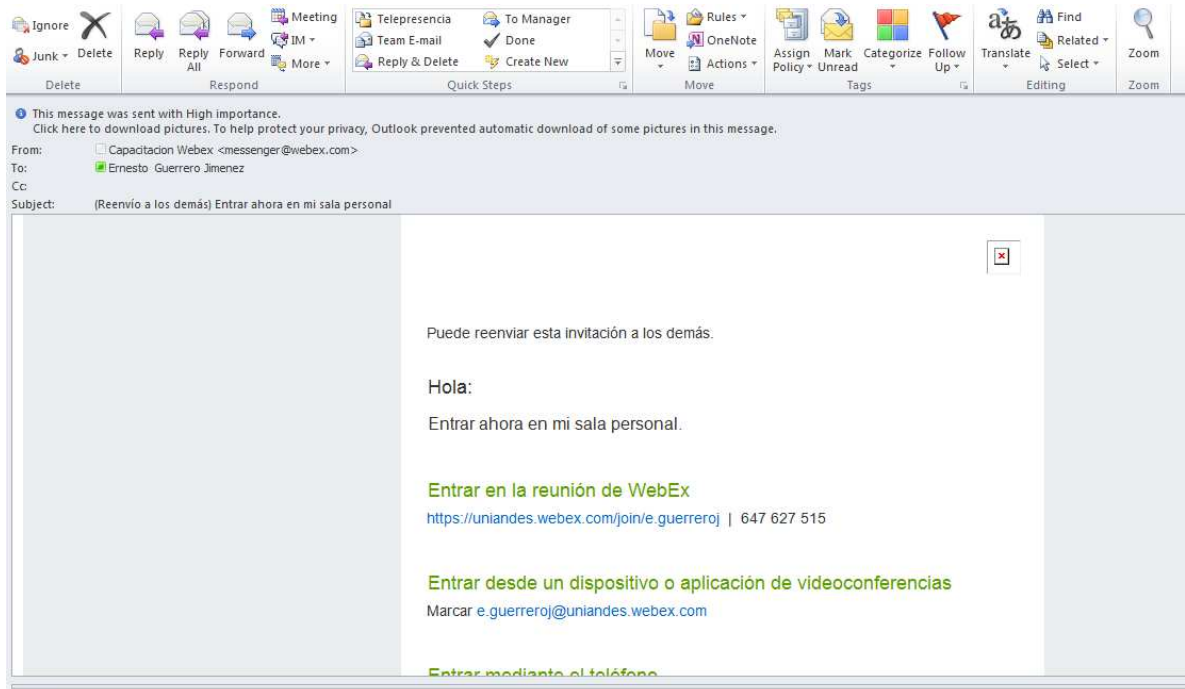 Ignore
Junk
Delete
Reply
Reply All
Forward
Meeting
IM
More
Telepresencia
Team E-mail
Reply & Delete
To Manager
Done
Create New
Move
Rules
OneNote
Actions
Assign Policy
Mark Unread
Categorize
Follow Up
Translate
Find
Related
Select
Zoom
Delete
Respond
Quick Steps
Move
Tags
Editing
Zoom
This message was sent with High importance.
Click here to download pictures. To help protect your privacy, Outlook prevented automatic download of some pictures in this message.
From: Capacitacion Webex <messenger@webex.com>
To: Ernesto Guerrero Jimenez
Cc:
Subject: (Reenvío a los demás) Entrar ahora en mi sala personal
Puede reenviar esta invitación a los demás.
Hola:
Entrar ahora en mi sala personal.
Entrar en la reunión de WebEx
https://uniandes.webex.com/join/e.guerreroj | 647 627 515
Entrar desde un dispositivo o aplicación de videoconferencias
Marcar e.guerreroj@uniandes.webex.com
Entrar mediante el teléfono